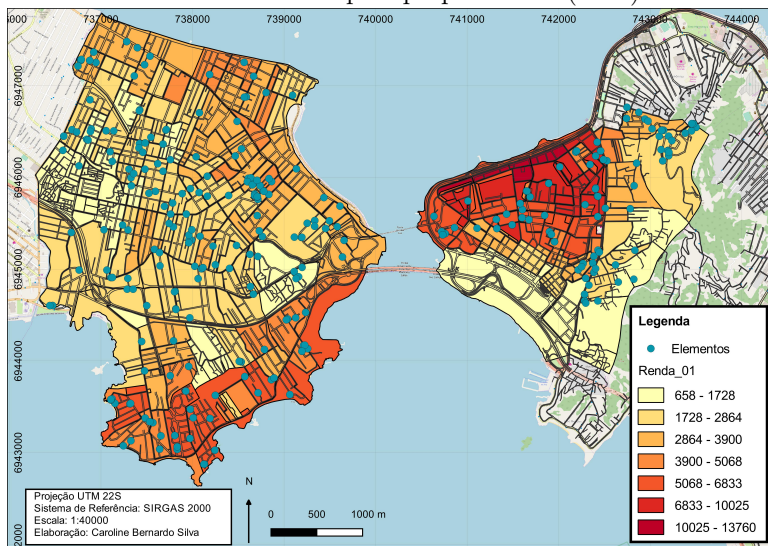 6000 737000 738000 739000 740000 741000 742000 743000 744000
6947000
6946000
6945000
6944000
6943000
2000
Legenda
Elementos
Renda_01
658 - 1728
1728 - 2864
2864 - 3900
3900 - 5068
5068 - 6833
6833 - 10025
10025 - 13760
Projeção UTM 22S
Sistema de Referência: SIRGAS 2000
Escala: 1:40000
Elaboração: Caroline Bernardo Silva
N
0 500 1000 m